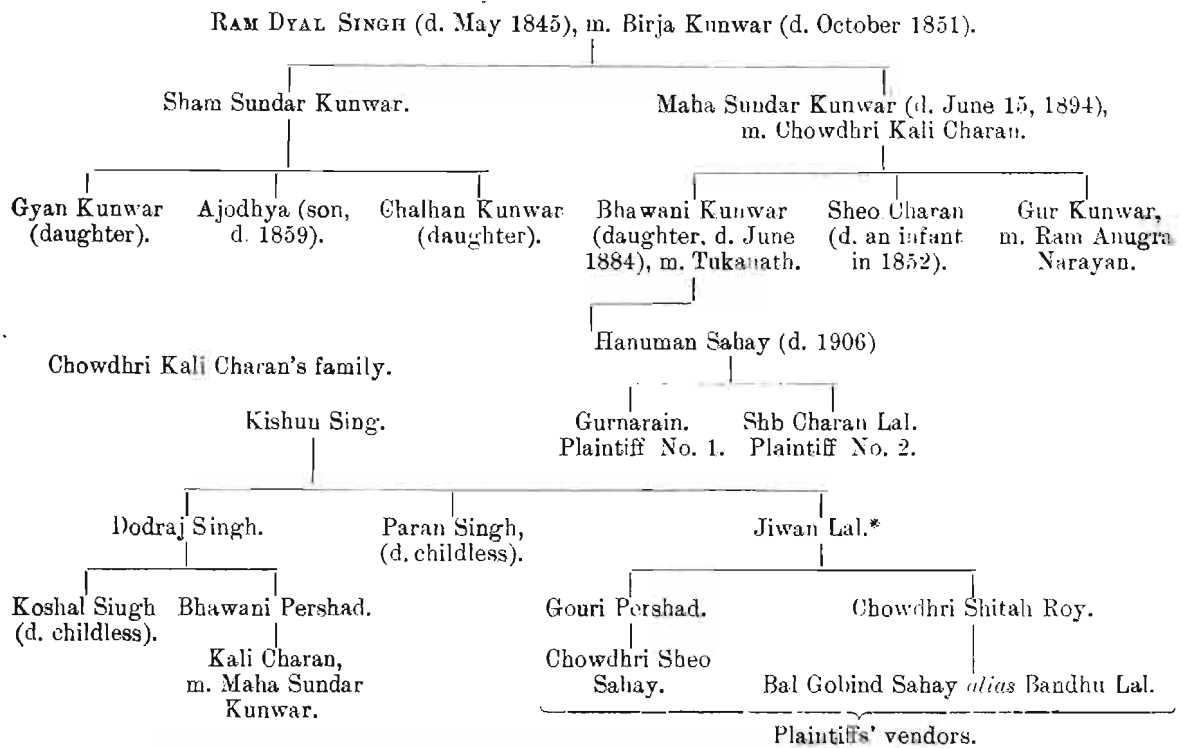 RAM DYAL SINGH (d. May 1845), m. Birja Kunwar (d. October 1851).
Sham Sundar Kunwar.
Maha Sundar Kunwar (d. June 15, 1894),
m. Chowdhri Kali Charan.
Gyan Kunwar
(daughter).
Ajodhya (son,
d. 1859).
Chalhan Kunwar
(daughter).
Bhawani Kunwar
(daughter, d. June
1884), m. Tukanath.
Sheo Charan
(d. an infant
in 1852).
Gur Kunwar,
m. Ram Anugra
Narayan.
Hanuman Sahay (d. 1906)
Gurnarain.
Plaintiff No. 1.
Shb Charan Lal.
Plaintiff No. 2.
Chowdhri Kali Charan's family.
Kishun Sing.
Dodraj Singh.
Paran Singh,
(d. childless).
Jiwan Lal.*
Koshal Singh
(d. childless).
Bhawani Pershad.
Gouri Pershad.
Chowdhri Shitah Roy.
Kali Charan,
m. Maha Sundar
Kunwar.
Chowdhri Sheo
Sahay.
Bal Gobind Sahay alias Bandhu Lal.
Plaintiffs' vendors.